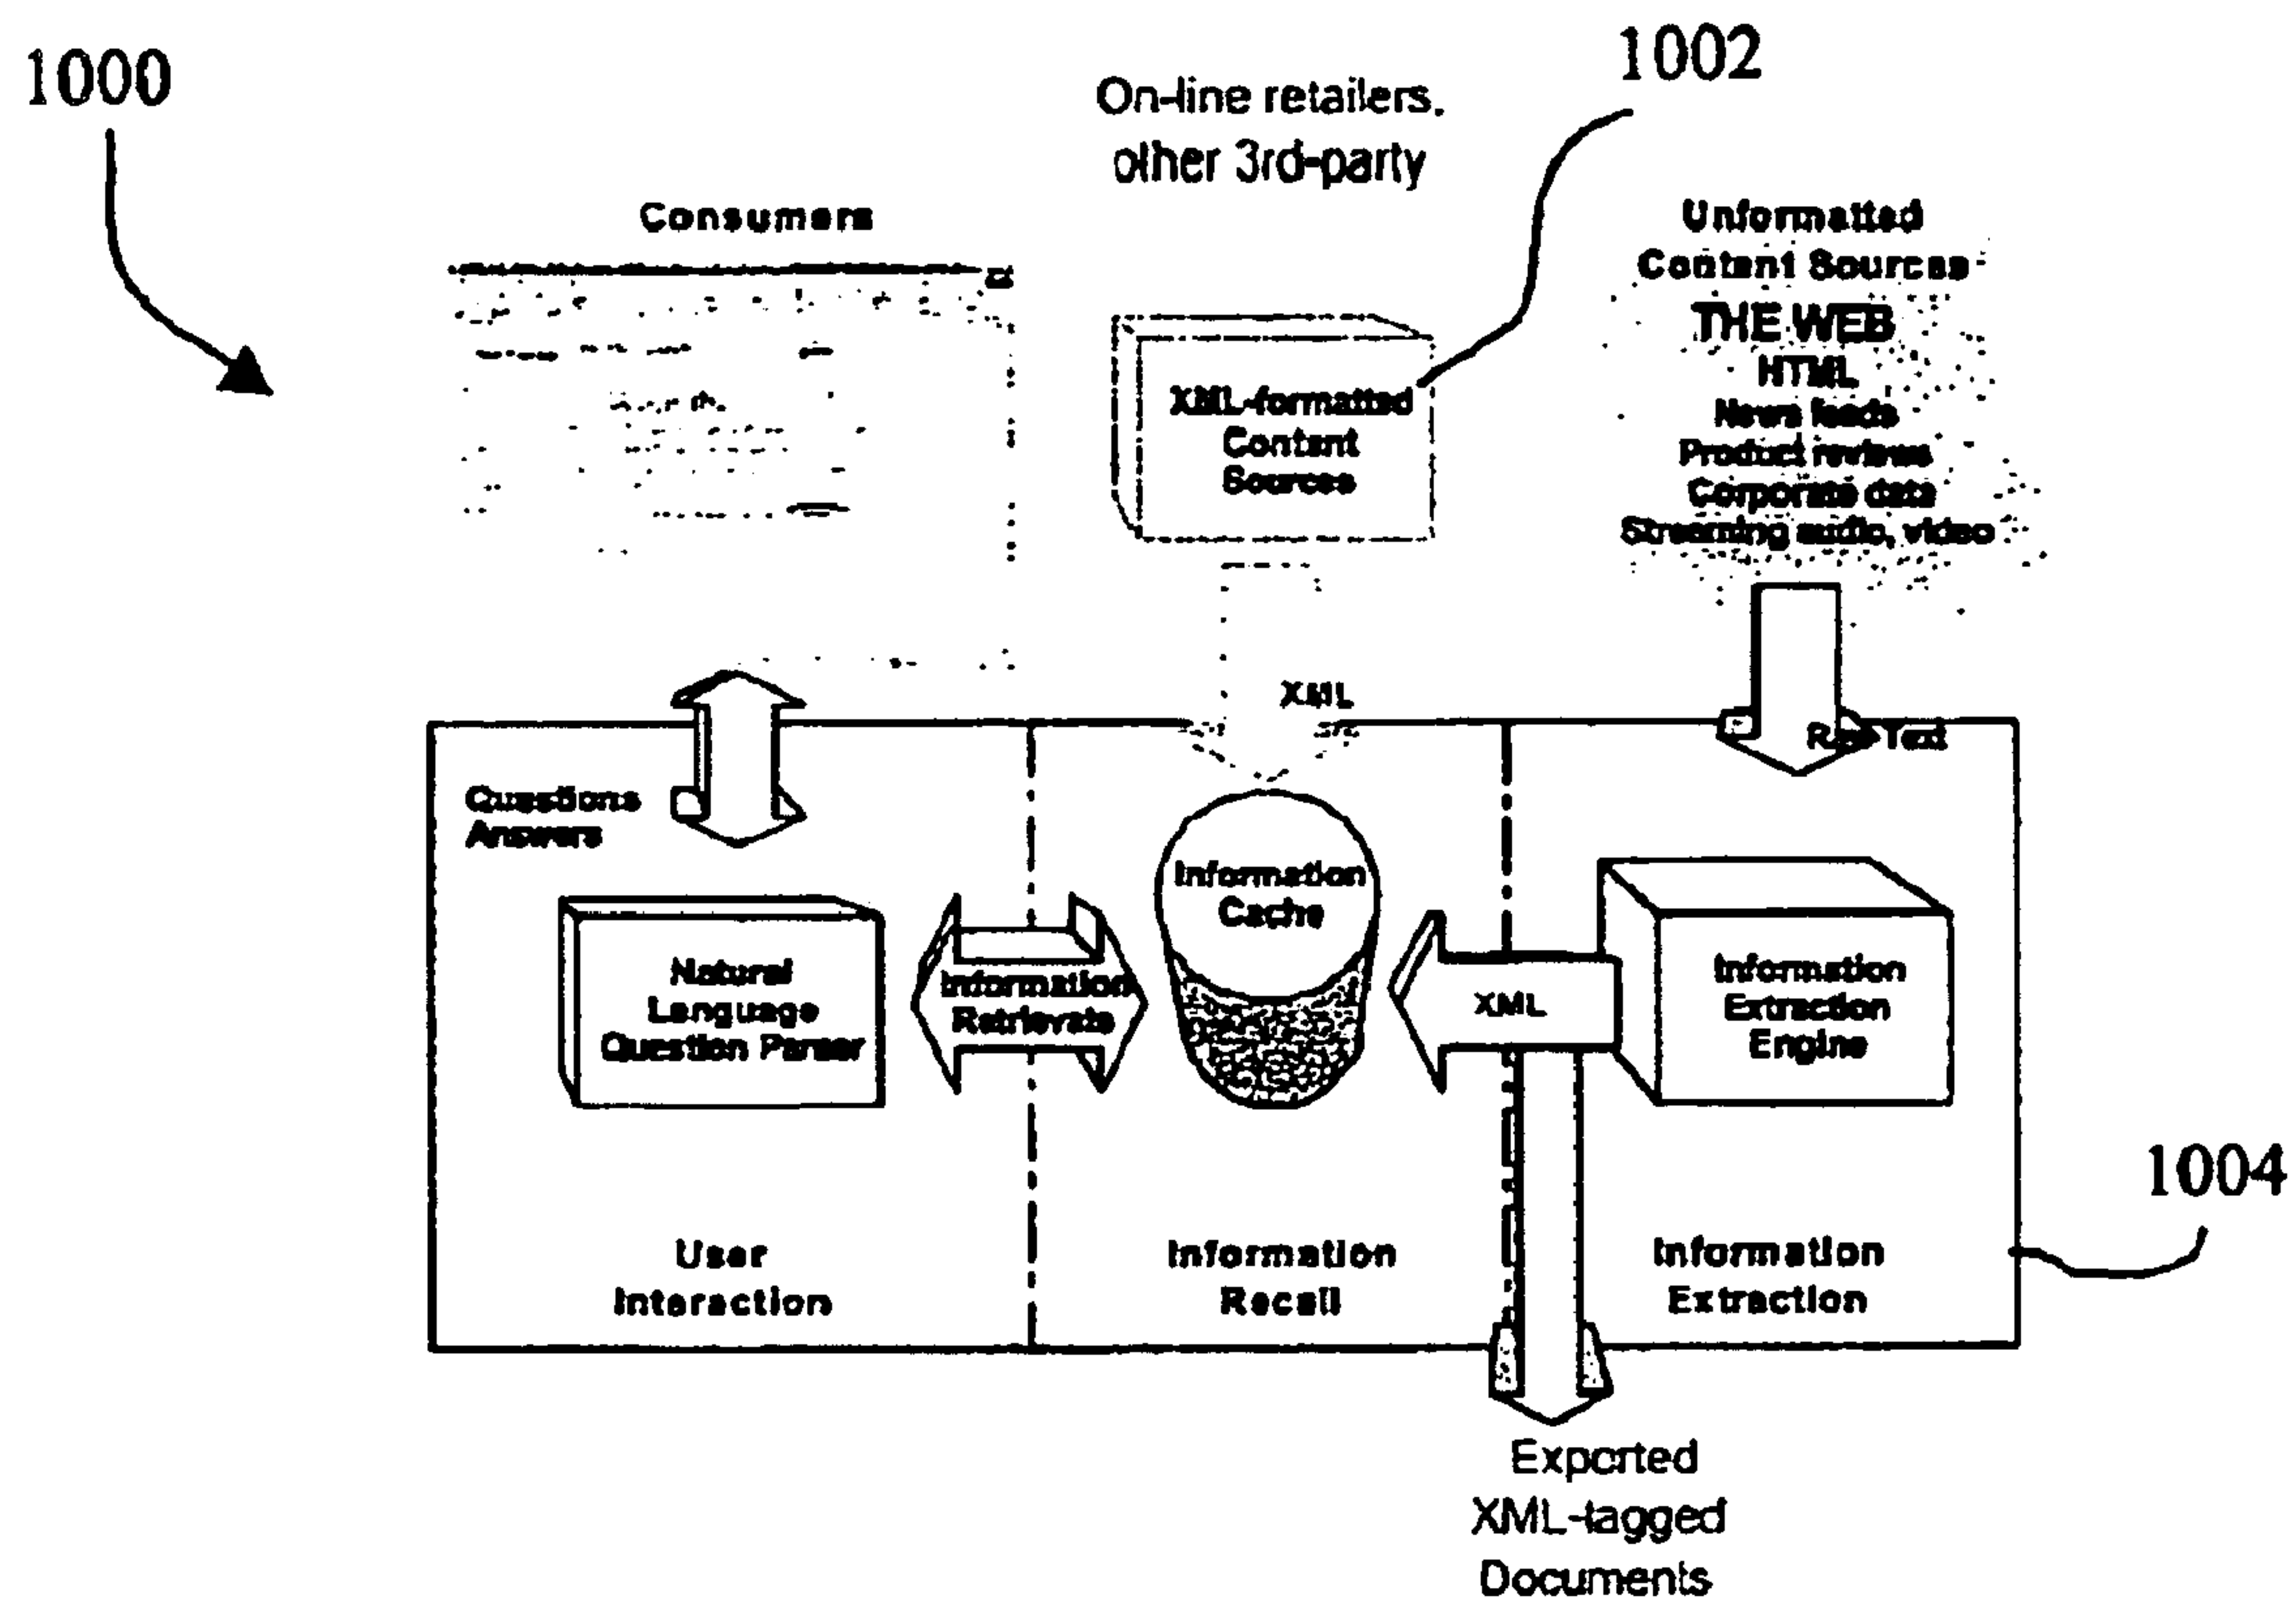 1000
1002
On-line retailers,
other 3rd-party
Consumers
XML-formatted
Content
Sources
Unformatted
Content Sources
THE WEB
HTML
News feeds
Product reviews
Corporate data
Streaming audio, video
XML
Raw Text
Questions
Answers
Natural
Language
Question Parser
Information
Information
Cache
XML
Information
Extraction
Engine
1004
User
Interaction
Information
Recall
Information
Extraction
Exported
XML-tagged
Documents